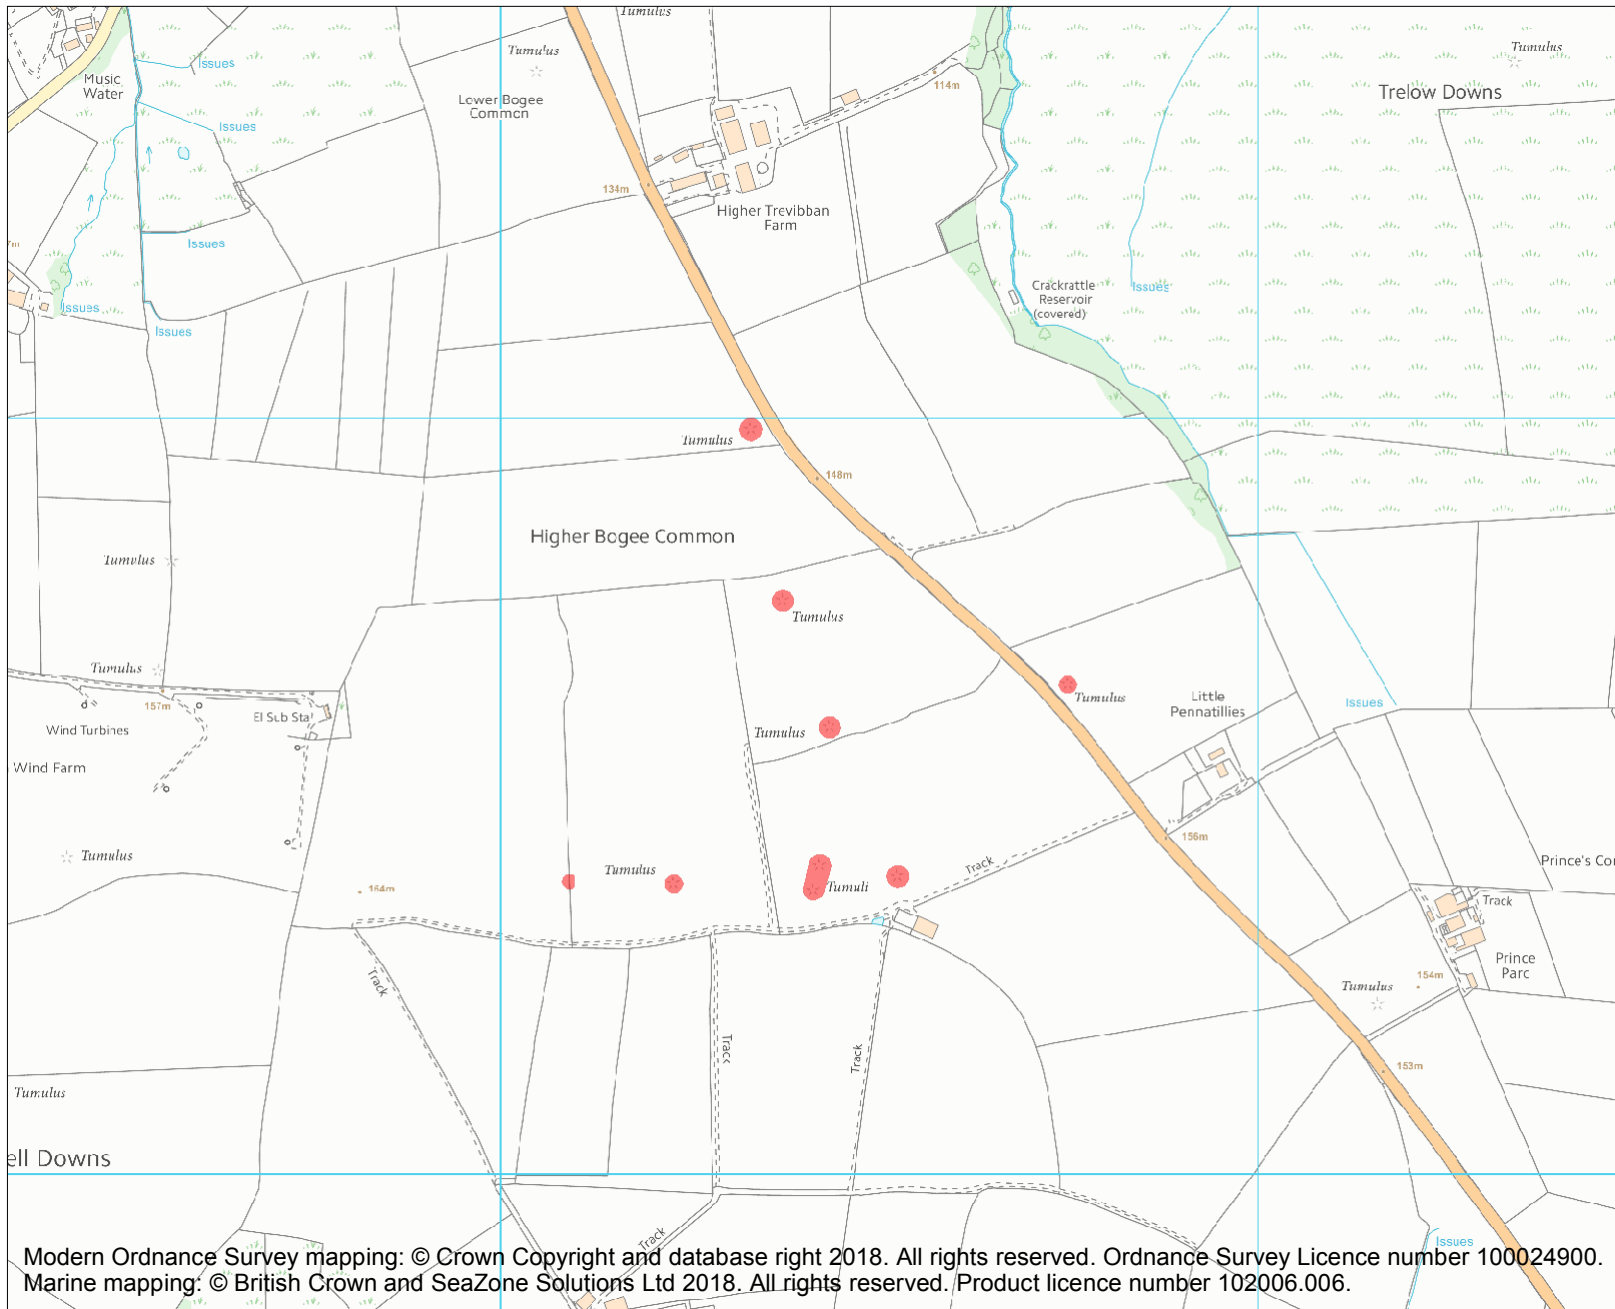 Tumulus
Tumulus
Tumulus
Music
Water
Issues
Trelow Downs
114m
Lower Bogee
Common
Issues
134m
Higher Trevibban
Farm
Issues
Crackrattle
Reservoir
(covered)
Issues
Issues
Issues
Tumulus
148m
Higher Bogee Common
Tumulus
Tumulus
Tumulus
Tumulus
Little
Pennatillies
Issues
157m
El Sub Sta
Wind Turbines
Tumulus
Wind Farm
156m
Tumulus
Tumulus
Track
Prince's Co
164m
Tumuli
Track
Prince
Parc
154m
Tumulus
Track
Track
Track
153m
Tumulus
ell Downs
Track
Issues
Modern Ordnance Survey mapping: © Crown Copyright and database right 2018. All rights reserved. Ordnance Survey Licence number 100024900.
Marine mapping: © British Crown and SeaZone Solutions Ltd 2018. All rights reserved. Product licence number 102006.006.